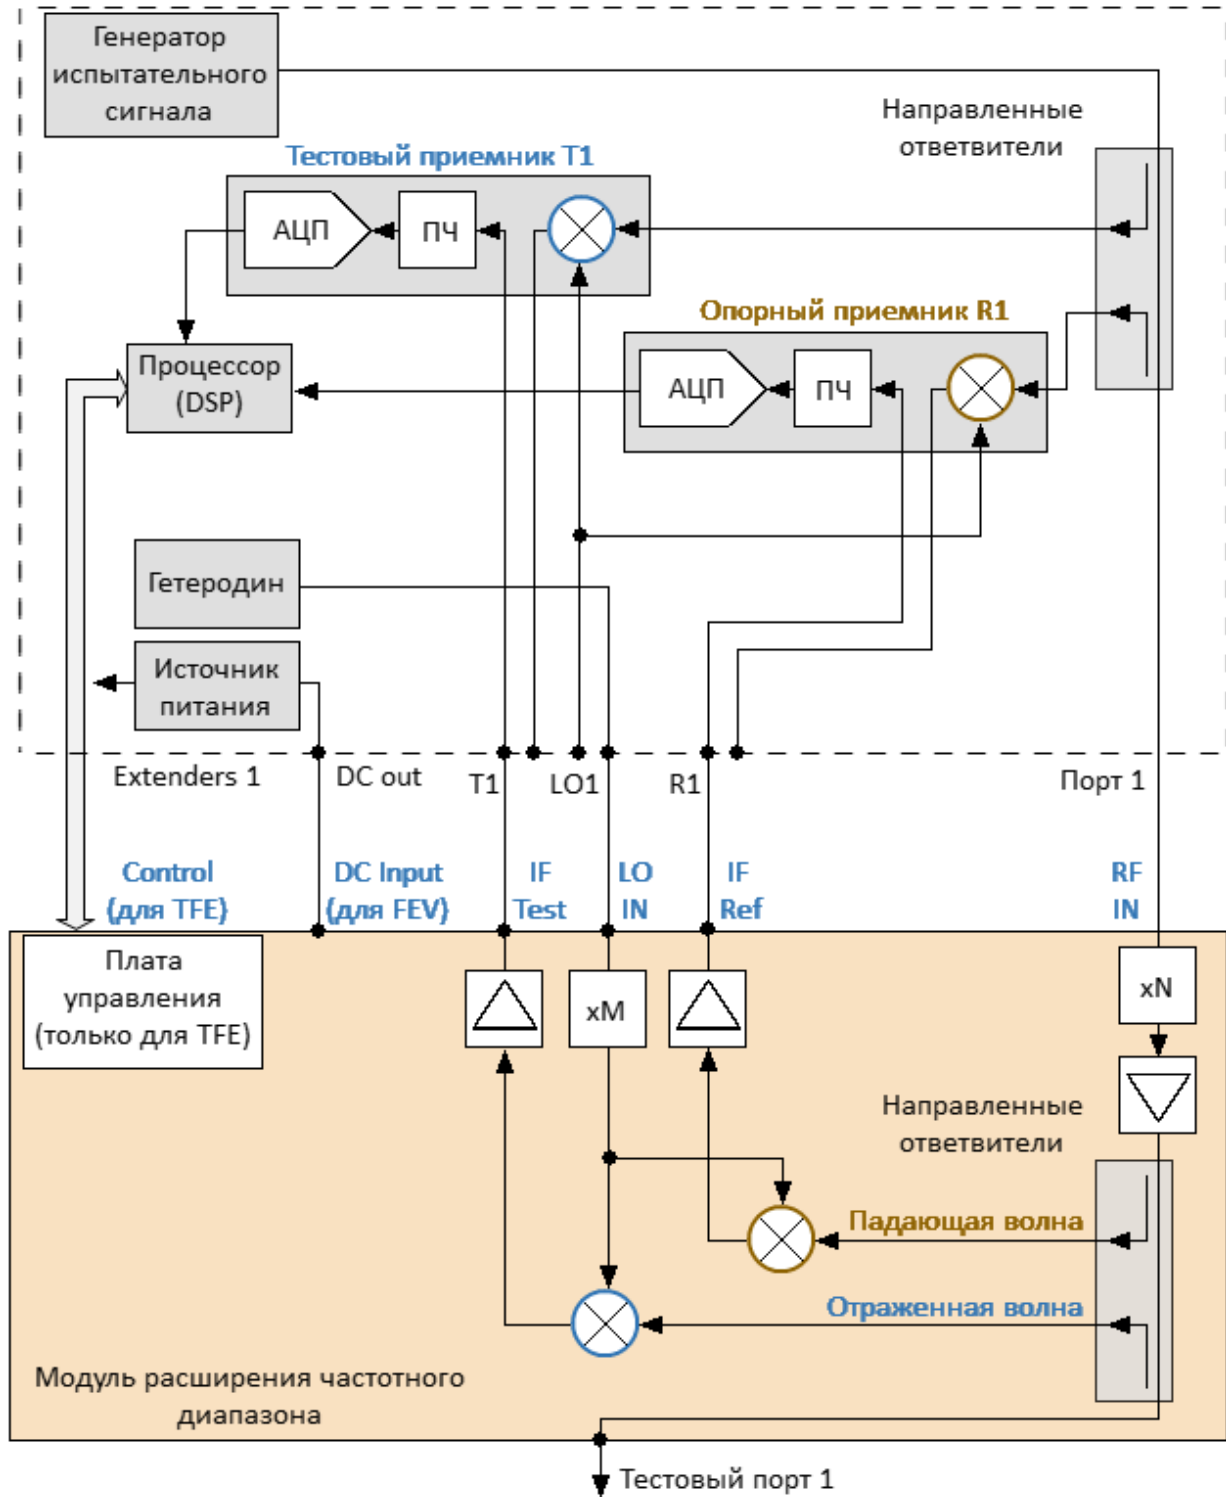 Генератор
испытательного
сигнала
Направленные
ответвители
Тестовый приемник T1
АЦП
ПЧ
Опорный приемник R1
АЦП
ПЧ
Процессор
(DSP)
Гетеродин
Источник
питания
Extenders 1
DC out
T1
LO1
R1
Порт 1
Control
(для TFE)
DC Input
(для FEV)
IF
Test
LO
IN
IF
Ref
RF
IN
Плата
управления
(только для TFE)
xM
xN
Направленные
ответвители
Падающая волна
Отраженная волна
Модуль расширения частотного
диапазона
Тестовый порт 1